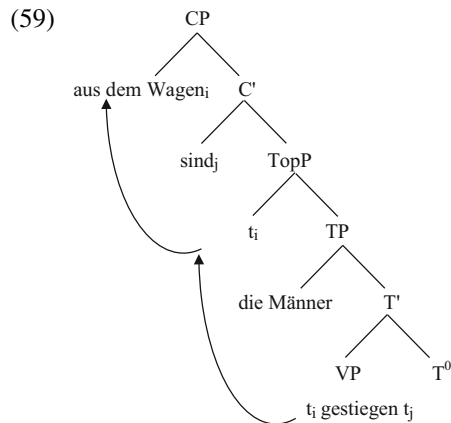 (59) CP
aus dem Wagenᵢ C'
sindⱼ TopP
tᵢ TP
die Männer T'
VP T⁰
tᵢ gestiegen tⱼ